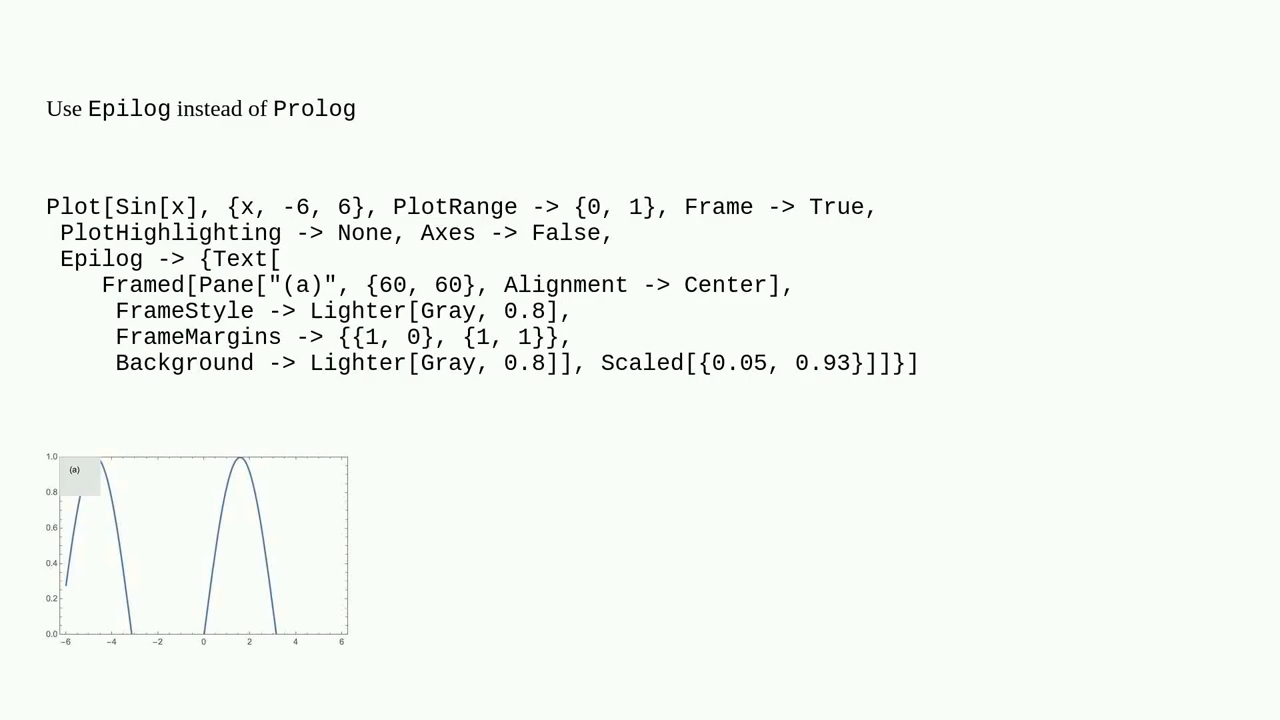 Use Epilog instead of Prolog
Plot[Sin[x], {x, -6, 6}, PlotRange -> {0, 1}, Frame -> True,
 PlotHighlighting -> None, Axes -> False,
 Epilog -> {Text[
    Framed[Pane["(a)", {60, 60}, Alignment -> Center],
     FrameStyle -> Lighter[Gray, 0.8],
     FrameMargins -> {{1, 0}, {1, 1}},
     Background -> Lighter[Gray, 0.8]], Scaled[{0.05, 0.93}]]}]
1.0
(a)
0.8
0.6
0.4
0.2
0.0
−6 −4 −2 0 2 4 6